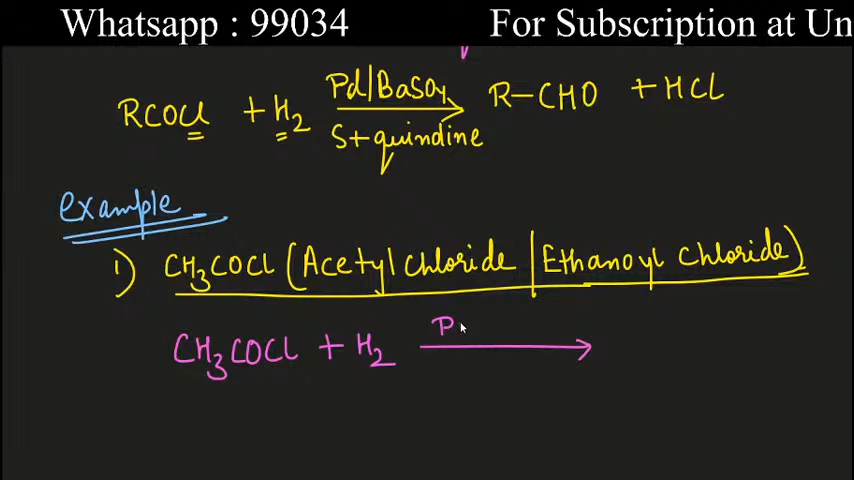 Whatsapp : 99034 For Subscription at Un
RCOCl + H2 Pd/BaSO4 R-CHO + HCl
S+quindine
example
1) CH3COCl (Acetyl chloride | Ethanoyl Chloride)
CH3COCl + H2 P